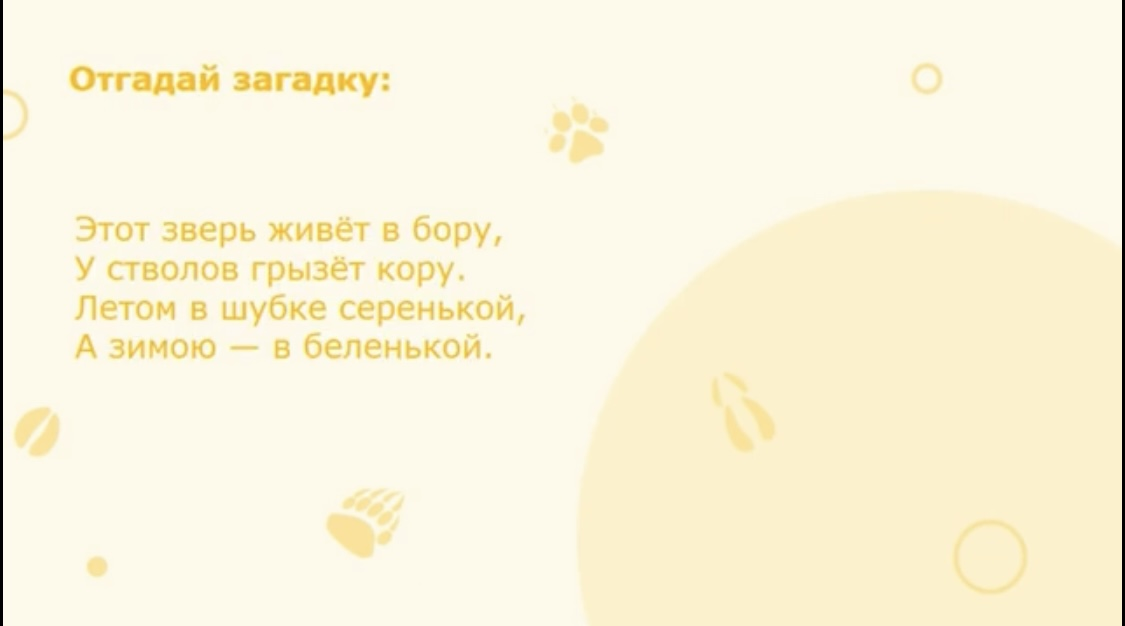 Отгадай загадку:
Этот зверь живёт в бору,
У стволов грызёт кору.
Летом в шубке серенькой,
А зимою — в беленькой.